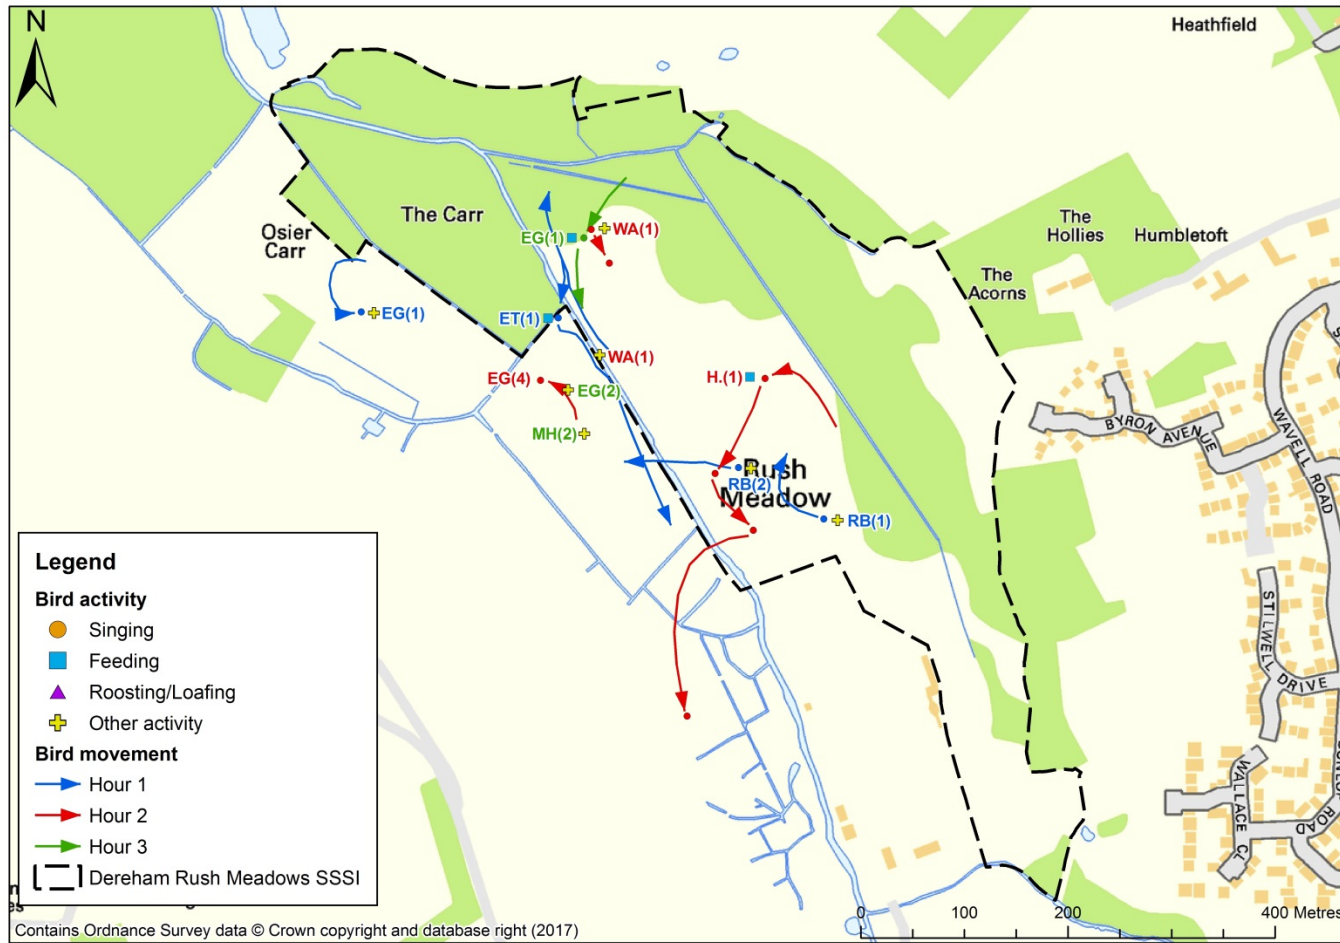 N
Heathfield
The Carr
Osier
Carr
The
Hollies
Humbletoft
The
Acorns
EG(1)
WA(1)
EG(1)
ET(1)
WA(1)
EG(4)
EG(2)
MH(2)
H.(1)
Rush
Meadow
RB(2)
RB(1)
BYRON AVENUE
WAVELL ROAD
STILWELL DRIVE
WALLACE CL
ROAD
Legend
Bird activity
Singing
Feeding
Roosting/Loafing
Other activity
Bird movement
Hour 1
Hour 2
Hour 3
Dereham Rush Meadows SSSI
0 100 200 400 Metres
Contains Ordnance Survey data © Crown copyright and database right (2017)